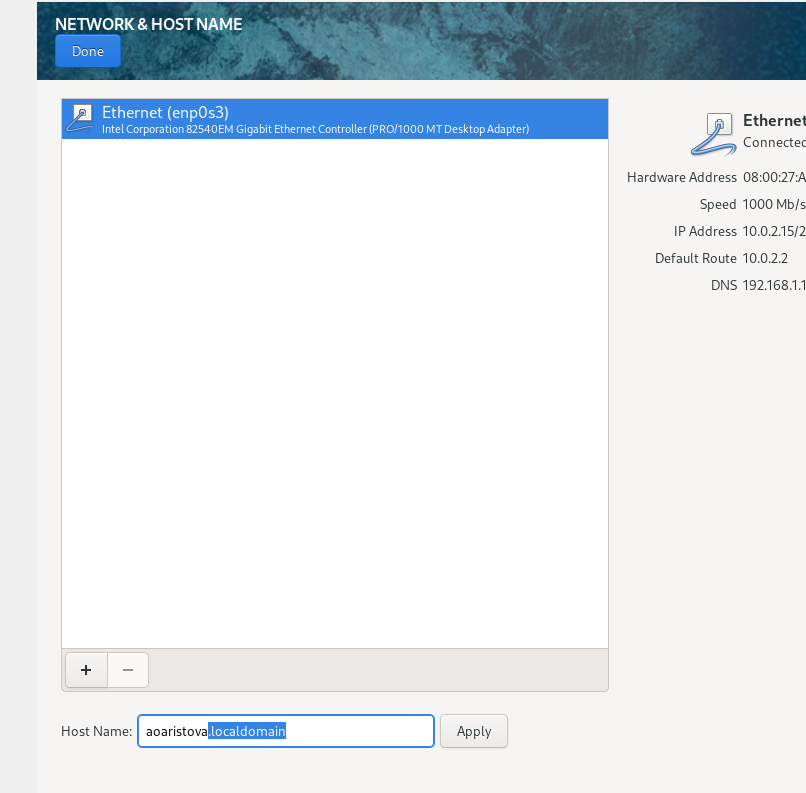 NETWORK & HOST NAME
Done
Ethernet (enp0s3)
Intel Corporation 82540EM Gigabit Ethernet Controller (PRO/1000 MT Desktop Adapter)
Ethernet
Connected
Hardware Address 08:00:27:A
Speed 1000 Mb/s
IP Address 10.0.2.15/2
Default Route 10.0.2.2
DNS 192.168.1.1
+ −
Host Name: aoaristova.localdomain Apply